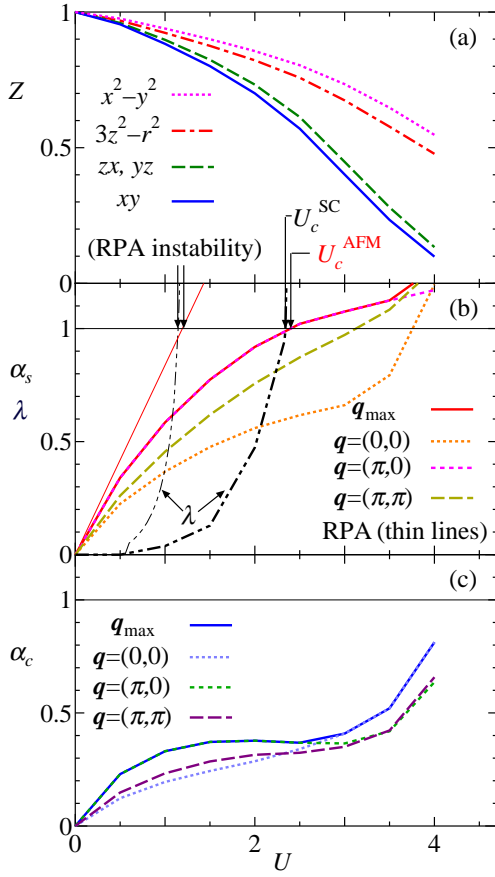 1
(a)
Z
x²−y²
0.5
3z²−r²
zx, yz
xy
U_c^SC
(RPA instability)
U_c^AFM
0
(b)
1
α_s
λ
q_max
q=(0,0)
0.5
q=(π,0)
λ
q=(π,π)
RPA (thin lines)
0
(c)
1
q_max
α_c
q=(0,0)
q=(π,0)
0.5
q=(π,π)
0
0
2
4
U